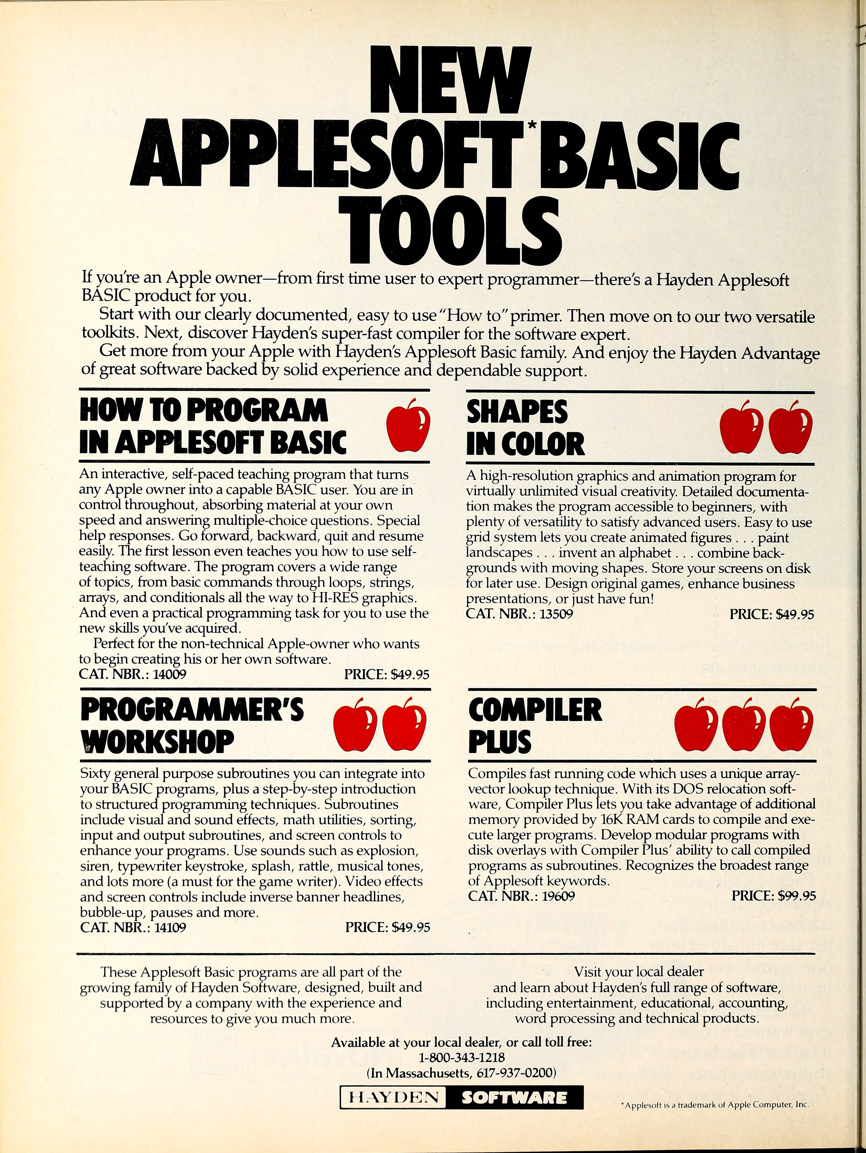 NEW
APPLESOFT* BASIC
TOOLS
If you're an Apple owner—from first time user to expert programmer—there's a Hayden Applesoft
BASIC product for you.
Start with our clearly documented, easy to use "How to" primer. Then move on to our two versatile
toolkits. Next, discover Hayden's super-fast compiler for the software expert.
Get more from your Apple with Hayden's Applesoft Basic family. And enjoy the Hayden Advantage
of great software backed by solid experience and dependable support.
HOW TO PROGRAM
IN APPLESOFT BASIC
An interactive, self-paced teaching program that turns
any Apple owner into a capable BASIC user. You are in
control throughout, absorbing material at your own
speed and answering multiple-choice questions. Special
help responses. Go forward, backward, quit and resume
easily. The first lesson even teaches you how to use self-
teaching software. The program covers a wide range
of topics, from basic commands through loops, strings,
arrays, and conditionals all the way to HI-RES graphics.
And even a practical programming task for you to use the
new skills you've acquired.
Perfect for the non-technical Apple-owner who wants
to begin creating his or her own software.
CAT. NBR.: 14009 PRICE: $49.95
SHAPES
IN COLOR
A high-resolution graphics and animation program for
virtually unlimited visual creativity. Detailed documenta-
tion makes the program accessible to beginners, with
plenty of versatility to satisfy advanced users. Easy to use
grid system lets you create animated figures . . . paint
landscapes . . . invent an alphabet . . . combine back-
grounds with moving shapes. Store your screens on disk
for later use. Design original games, enhance business
presentations, or just have fun!
CAT. NBR.: 13509 PRICE: $49.95
PROGRAMMER'S
WORKSHOP
Sixty general purpose subroutines you can integrate into
your BASIC programs, plus a step-by-step introduction
to structured programming techniques. Subroutines
include visual and sound effects, math utilities, sorting,
input and output subroutines, and screen controls to
enhance your programs. Use sounds such as explosion,
siren, typewriter keystroke, splash, rattle, musical tones,
and lots more (a must for the game writer). Video effects
and screen controls include inverse banner headlines,
bubble-up, pauses and more.
CAT. NBR.: 14109 PRICE: $49.95
COMPILER
PLUS
Compiles fast running code which uses a unique array-
vector lookup technique. With its DOS relocation soft-
ware, Compiler Plus lets you take advantage of additional
memory provided by 16K RAM cards to compile and exe-
cute larger programs. Develop modular programs with
disk overlays with Compiler Plus' ability to call compiled
programs as subroutines. Recognizes the broadest range
of Applesoft keywords.
CAT. NBR.: 19609 PRICE: $99.95
These Applesoft Basic programs are all part of the
growing family of Hayden Software, designed, built and
supported by a company with the experience and
resources to give you much more.
Visit your local dealer
and learn about Hayden's full range of software,
including entertainment, educational, accounting,
word processing and technical products.
Available at your local dealer, or call toll free:
1-800-343-1218
(In Massachusetts, 617-937-0200)
HAYDEN SOFTWARE
*Applesoft is a trademark of Apple Computer, Inc.